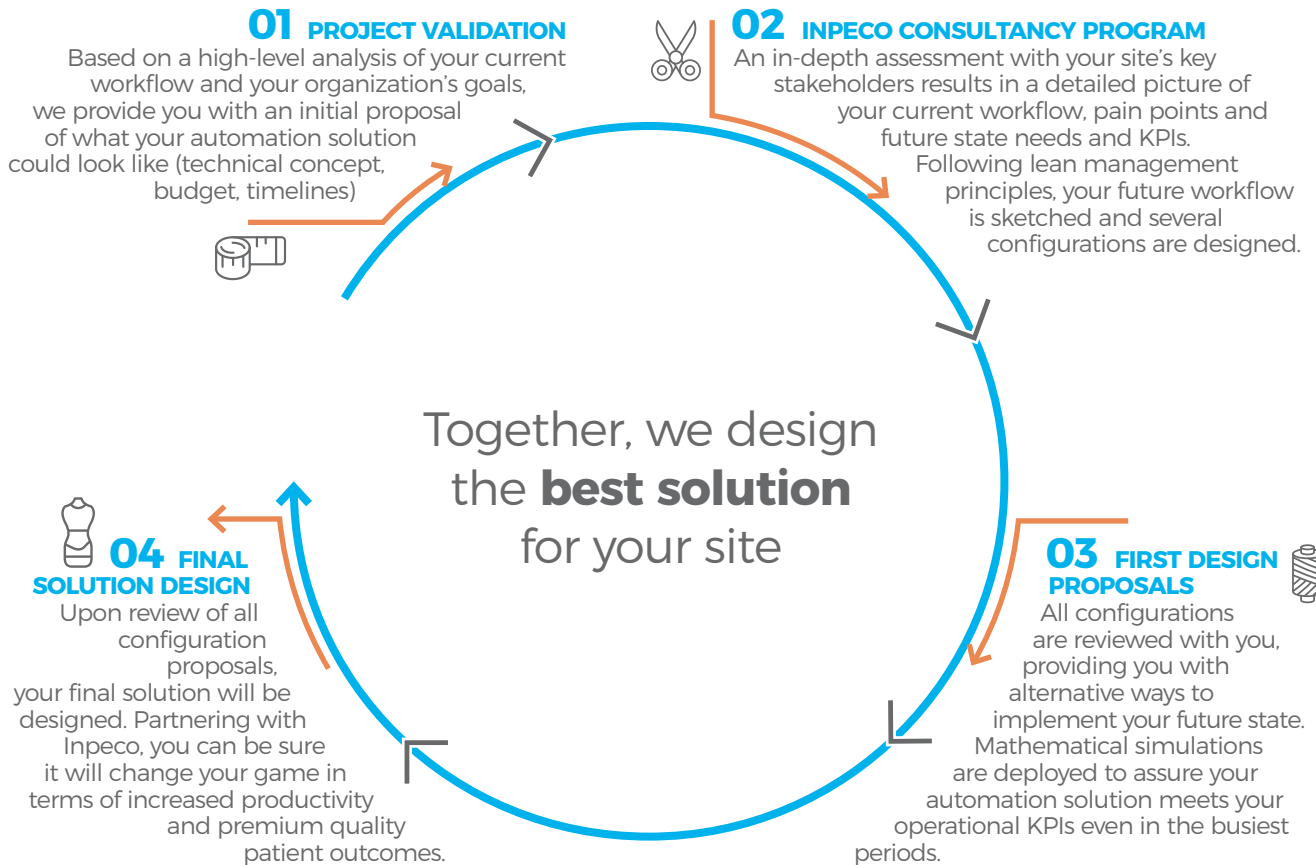 01 PROJECT VALIDATION
Based on a high-level analysis of your current
workflow and your organization's goals,
we provide you with an initial proposal
of what your automation solution
could look like (technical concept,
budget, timelines)
02 INPECO CONSULTANCY PROGRAM
An in-depth assessment with your site's key
stakeholders results in a detailed picture of
your current workflow, pain points and
future state needs and KPIs.
Following lean management
principles, your future workflow
is sketched and several
configurations are designed.
Together, we design
the best solution
for your site
03 FIRST DESIGN
PROPOSALS
All configurations
are reviewed with you,
providing you with
alternative ways to
implement your future state.
Mathematical simulations
are deployed to assure your
automation solution meets your
operational KPIs even in the busiest
periods.
04 FINAL
SOLUTION DESIGN
Upon review of all
configuration
proposals,
your final solution will be
designed. Partnering with
Inpeco, you can be sure
it will change your game in
terms of increased productivity
and premium quality
patient outcomes.